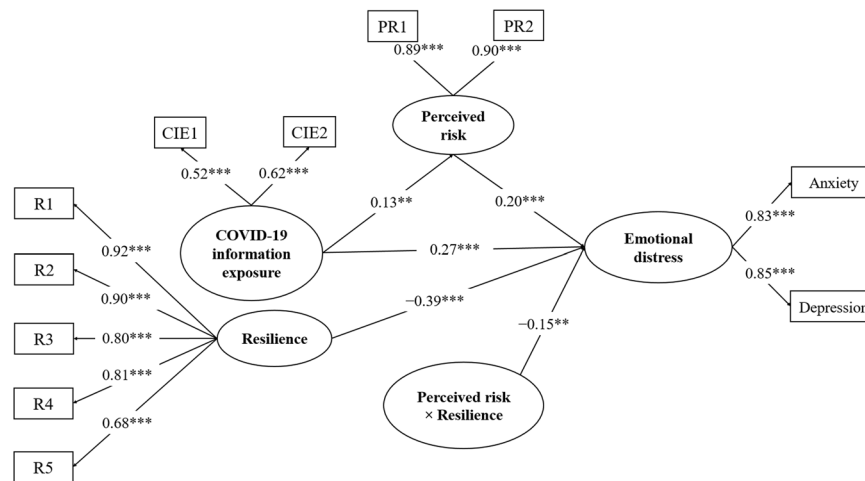 PR1
PR2
0.89***
0.90***
Perceived
risk
CIE1
CIE2
0.52***
0.62***
0.13**
0.20***
Anxiety
0.83***
R1
COVID-19
information
exposure
0.27***
Emotional
distress
0.92***
R2
0.85***
0.90***
−0.39***
Depression
R3
0.80***
Resilience
−0.15**
0.81***
R4
Perceived risk
× Resilience
0.68***
R5